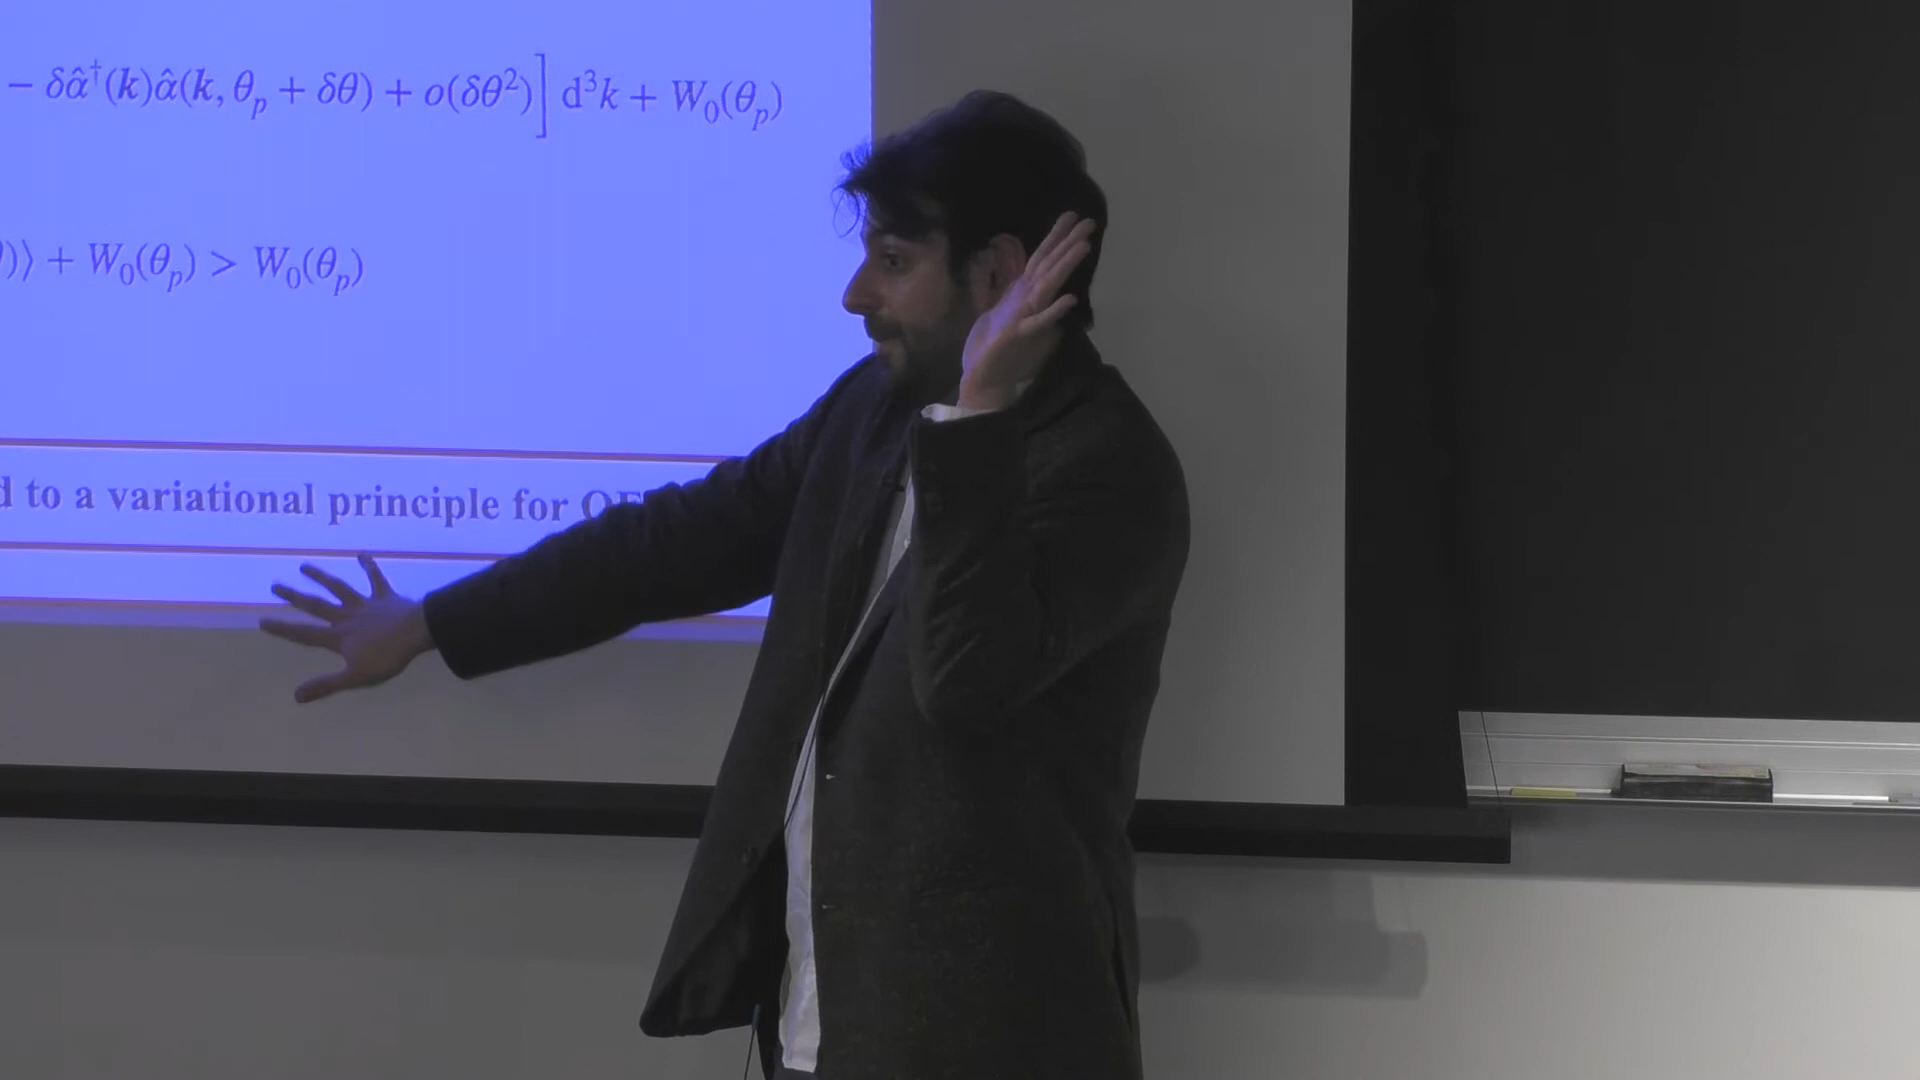 − δα̂†(k)α̂(k, θₚ + δθ) + o(δθ²)] d³k + W₀(θₚ)
)⟩ + W₀(θₚ) > W₀(θₚ)
to a variational principle for